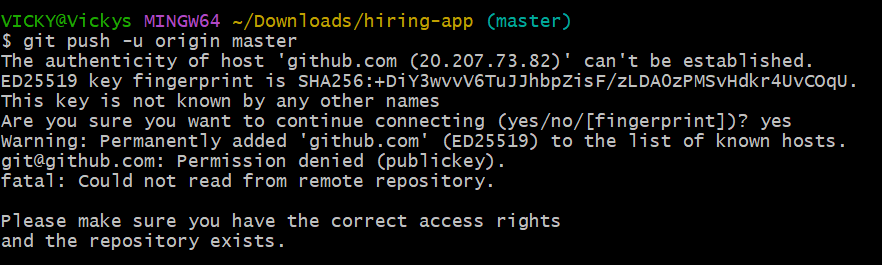 VICKY@Vickys MINGW64 ~/Downloads/hiring-app (master)
$ git push -u origin master
The authenticity of host 'github.com (20.207.73.82)' can't be established.
ED25519 key fingerprint is SHA256:+DiY3wvvV6TuJJhbpZisF/zLDA0zPMSvHdkr4UvCOqU.
This key is not known by any other names
Are you sure you want to continue connecting (yes/no/[fingerprint])? yes
Warning: Permanently added 'github.com' (ED25519) to the list of known hosts.
git@github.com: Permission denied (publickey).
fatal: Could not read from remote repository.
Please make sure you have the correct access rights
and the repository exists.